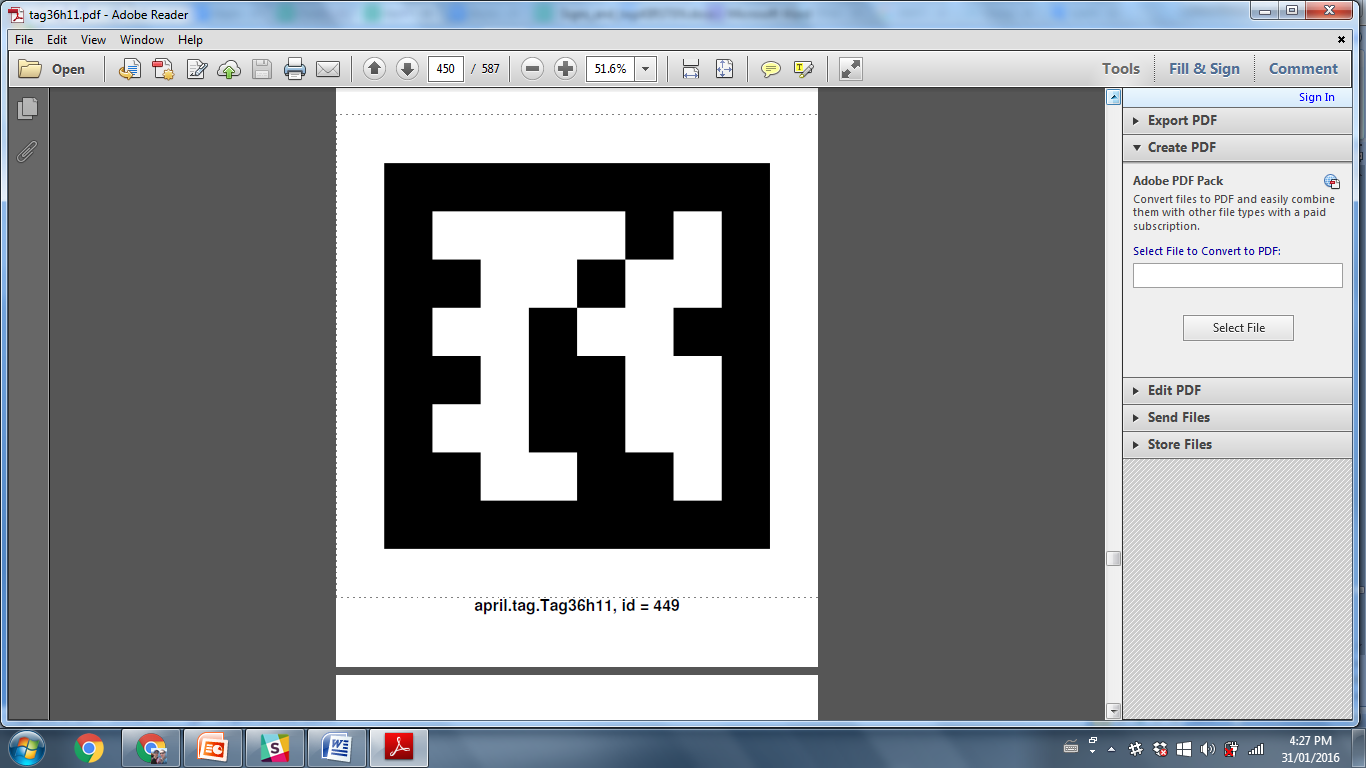 tag36h11.pdf - Adobe Reader
File Edit View Window Help
Open 450 / 587 51.6% Tools Fill & Sign Comment
Sign In
Export PDF
Create PDF
Adobe PDF Pack
Convert files to PDF and easily combine
them with other file types with a paid
subscription.
Select File to Convert to PDF:
Select File
Edit PDF
Send Files
Store Files
april.tag.Tag36h11, id = 449
4:27 PM
31/01/2016